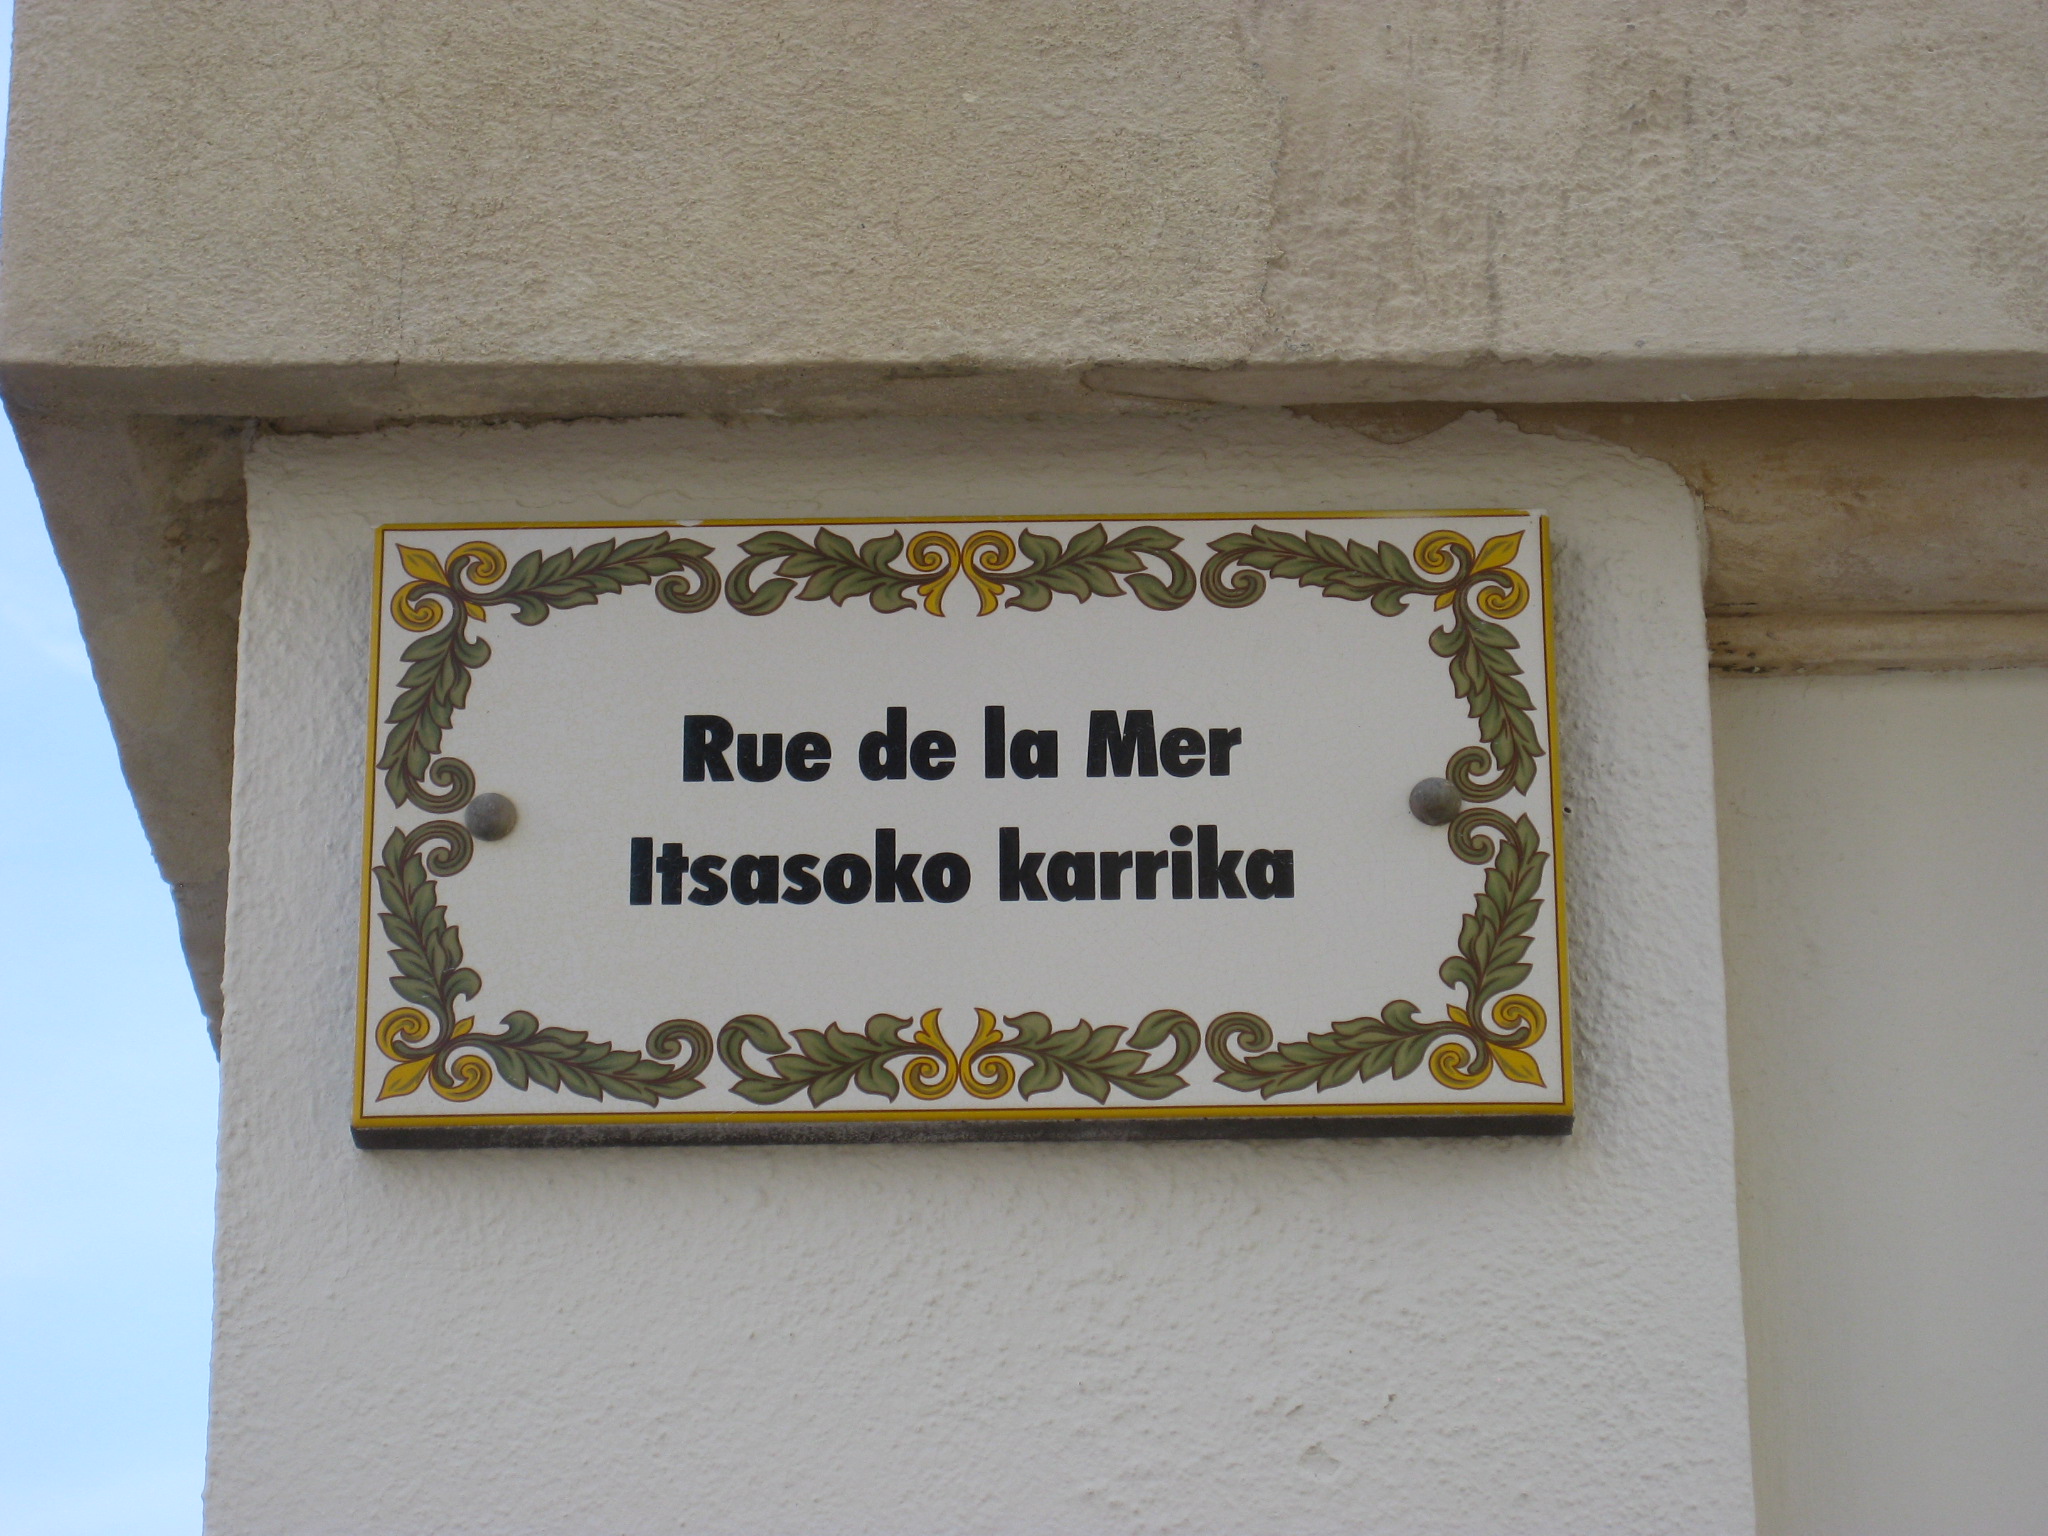 Rue de la Mer
Itsasoko karrika